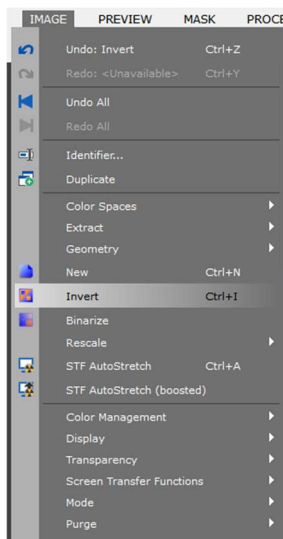 IMAGE PREVIEW MASK PROCE
Undo: Invert Ctrl+Z
Redo: <Unavailable> Ctrl+Y
Undo All
Redo All
Identifier...
Duplicate
Color Spaces
Extract
Geometry
New Ctrl+N
Invert Ctrl+I
Binarize
Rescale
STF AutoStretch Ctrl+A
STF AutoStretch (boosted)
Color Management
Display
Transparency
Screen Transfer Functions
Mode
Purge